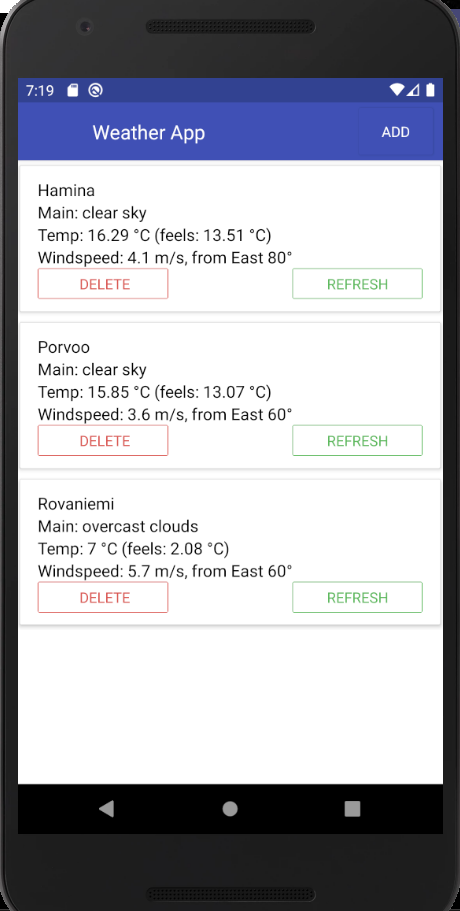 7:19
Weather App
ADD
Hamina
Main: clear sky
Temp: 16.29 °C (feels: 13.51 °C)
Windspeed: 4.1 m/s, from East 80°
DELETE REFRESH
Porvoo
Main: clear sky
Temp: 15.85 °C (feels: 13.07 °C)
Windspeed: 3.6 m/s, from East 60°
DELETE REFRESH
Rovaniemi
Main: overcast clouds
Temp: 7 °C (feels: 2.08 °C)
Windspeed: 5.7 m/s, from East 60°
DELETE REFRESH